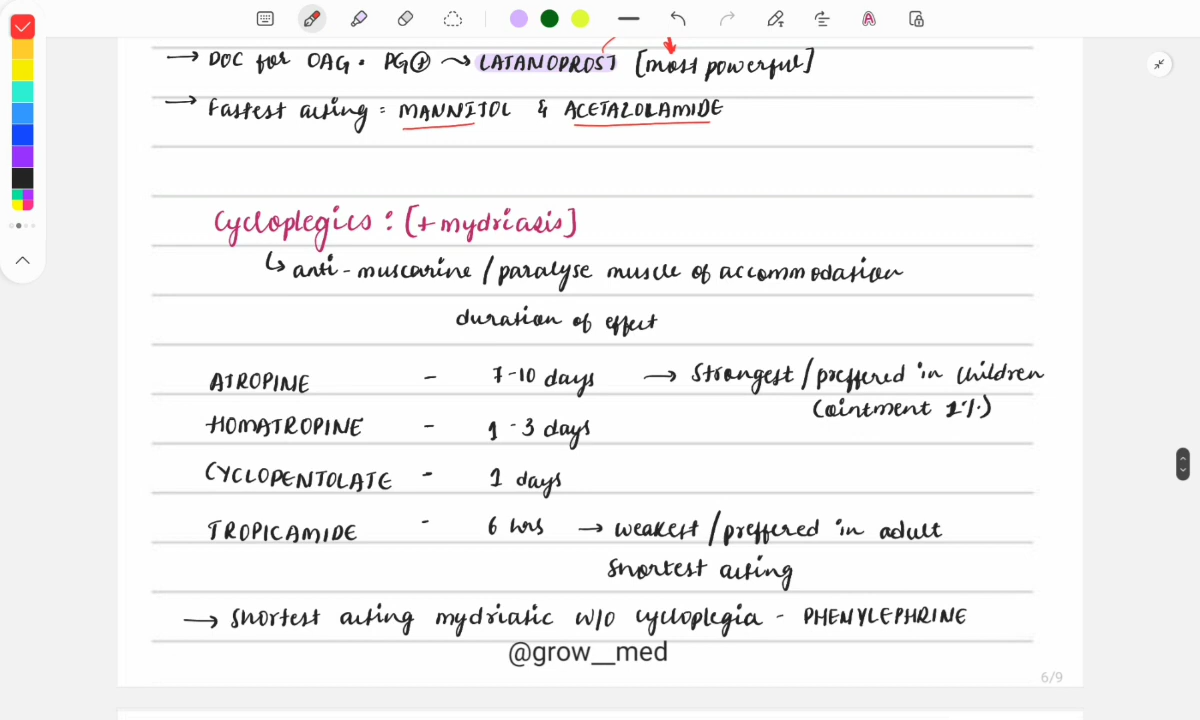 → DOC for OAG. PG⊕ ⤳ LATANOPROST [most powerful]
→ Fastest acting = MANNITOL & ACETAZOLAMIDE
Cycloplegics : [+ mydriasis]
↳ anti-muscarine / paralyse muscle of accommodation
duration of effect
ATROPINE - 7-10 days → Strongest / preffered in children
(ointment 1%)
HOMATROPINE - 1-3 days
CYCLOPENTOLATE - 1 days
TROPICAMIDE - 6 hrs → weakest / preffered in adult
shortest acting
→ Shortest acting mydriatic w/o cycloplegia - PHENYLEPHRINE
@grow__med
6/9